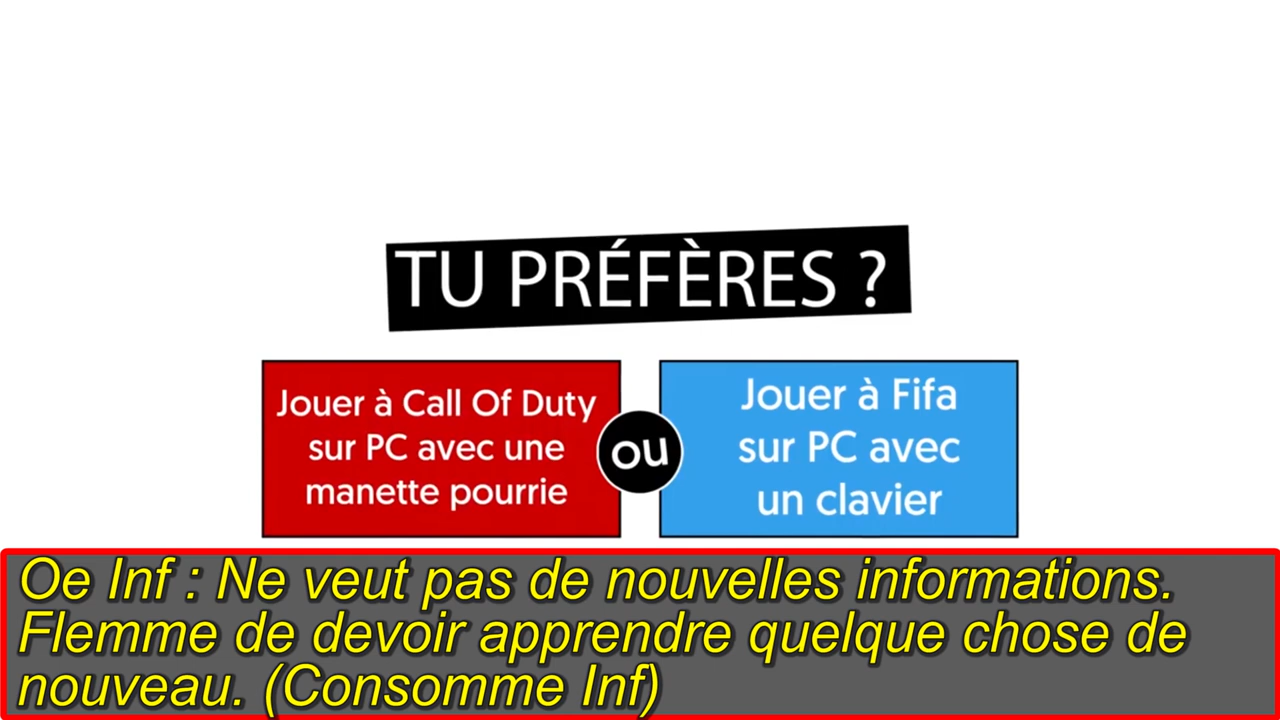 TU PRÉFÈRES ?
Jouer à Call Of Duty
sur PC avec une
manette pourrie
ou
Jouer à Fifa
sur PC avec
un clavier
Oe Inf : Ne veut pas de nouvelles informations.
Flemme de devoir apprendre quelque chose de
nouveau. (Consomme Inf)